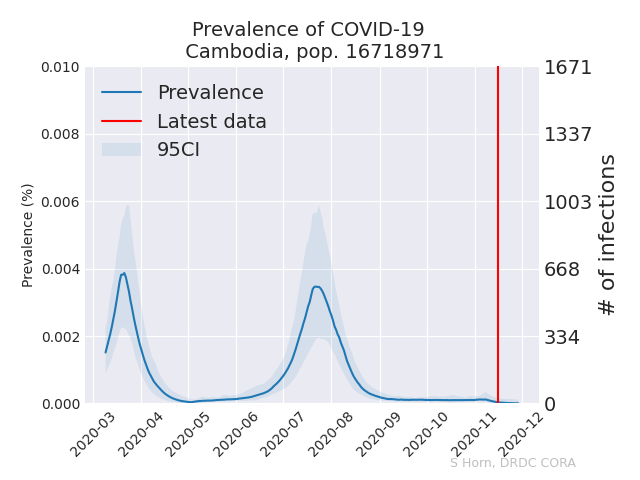 Prevalence of COVID-19
Cambodia, pop. 16718971
Prevalence
Latest data
95CI
Prevalence (%)
0.010
0.008
0.006
0.004
0.002
0.000
1671
1337
1003
668
334
0
# of infections
2020-03
2020-04
2020-05
2020-06
2020-07
2020-08
2020-09
2020-10
2020-11
2020-12
S Horn, DRDC CORA